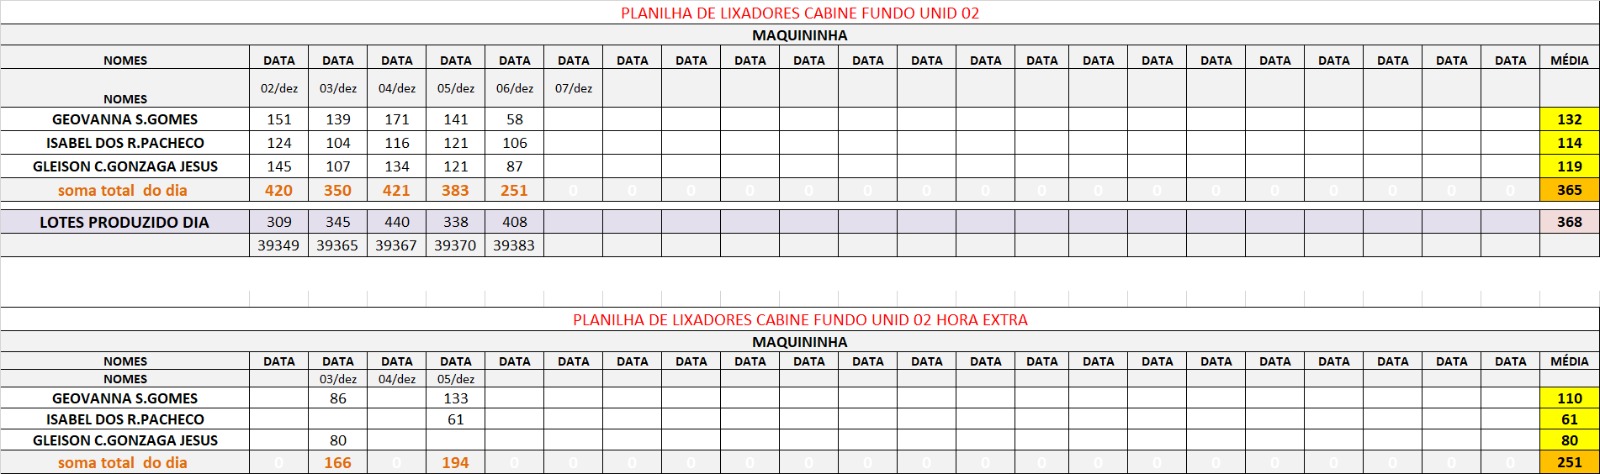 PLANILHA DE LIXADORES CABINE FUNDO UNID 02
MAQUININHA
NOMES DATA DATA DATA DATA DATA DATA DATA DATA DATA DATA DATA DATA DATA DATA DATA DATA DATA DATA DATA DATA DATA DATA MÉDIA
NOMES 02/dez 03/dez 04/dez 05/dez 06/dez 07/dez
GEOVANNA S.GOMES 151 139 171 141 58 132
ISABEL DOS R.PACHECO 124 104 116 121 106 114
GLEISON C.GONZAGA JESUS 145 107 134 121 87 119
soma total do dia 420 350 421 383 251 0 0 0 0 0 0 0 0 0 0 0 0 0 0 0 0 0 365
LOTES PRODUZIDO DIA 309 345 440 338 408 368
39349 39365 39367 39370 39383
PLANILHA DE LIXADORES CABINE FUNDO UNID 02 HORA EXTRA
MAQUININHA
NOMES DATA DATA DATA DATA DATA DATA DATA DATA DATA DATA DATA DATA DATA DATA DATA DATA DATA DATA DATA DATA DATA DATA MÉDIA
NOMES 03/dez 04/dez 05/dez
GEOVANNA S.GOMES 86 133 110
ISABEL DOS R.PACHECO 61 61
GLEISON C.GONZAGA JESUS 80 80
soma total do dia 0 166 0 194 0 0 0 0 0 0 0 0 0 0 0 0 0 0 0 0 0 0 251